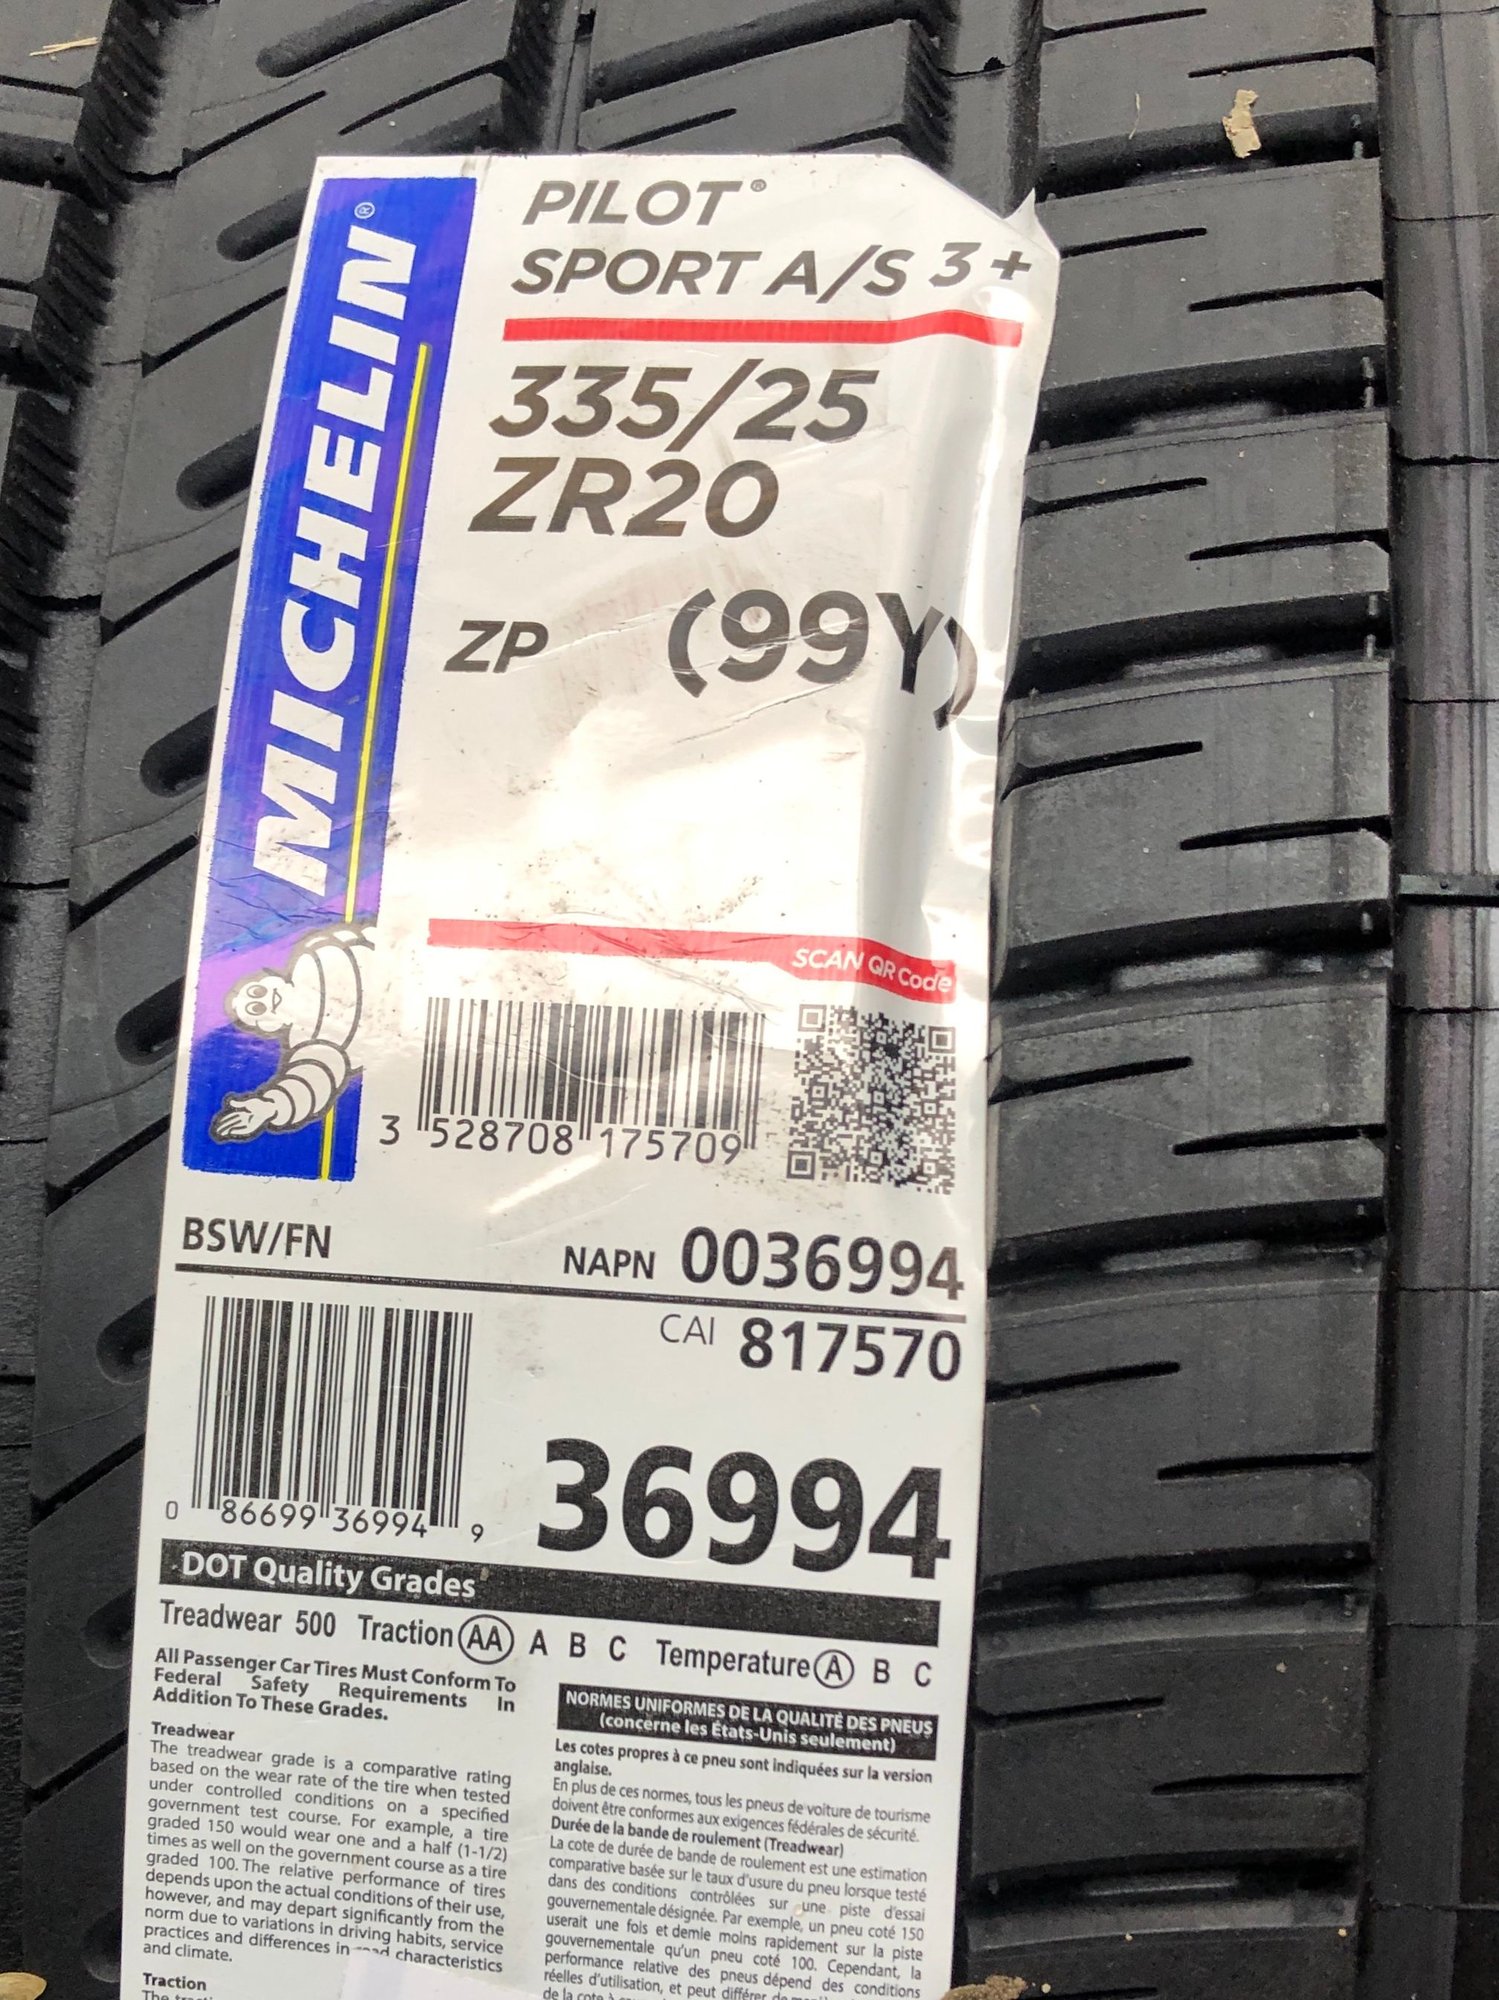 MICHELIN®
PILOT®
SPORT A/S 3+
335/25
ZR20
ZP (99Y)
SCAN QR Code
3 528708 175709
BSW/FN
NAPN 0036994
CAI 817570
0 86699 36994 9
36994
DOT Quality Grades
Treadwear 500 Traction AA A B C Temperature A B C
All Passenger Car Tires Must Conform To
Federal Safety Requirements In
Addition To These Grades.
Treadwear
The treadwear grade is a comparative rating
based on the wear rate of the tire when tested
under controlled conditions on a specified
government test course. For example, a tire
graded 150 would wear one and a half (1-1/2)
times as well on the government course as a tire
graded 100. The relative performance of tires
depends upon the actual conditions of their use,
however, and may depart significantly from the
norm due to variations in driving habits, service
practices and differences in road characteristics
and climate.
Traction
NORMES UNIFORMES DE LA QUALITÉ DES PNEUS
(concerne les États-Unis seulement)
Les cotes propres à ce pneu sont indiquées sur la version
anglaise.
En plus de ces normes, tous les pneus de voiture de tourisme
doivent être conformes aux exigences fédérales de sécurité.
Durée de la bande de roulement (Treadwear)
La cote de durée de bande de roulement est une estimation
comparative basée sur le taux d'usure du pneu lorsque testé
dans des conditions contrôlées sur une piste d'essai
gouvernementale désignée. Par exemple, un pneu coté 150
userait une fois et demie moins rapidement sur la piste
gouvernementale qu'un pneu coté 100. Cependant, la
performance relative des pneus dépend des conditions
réelles d'utilisation, et peut différer de
de la cote à